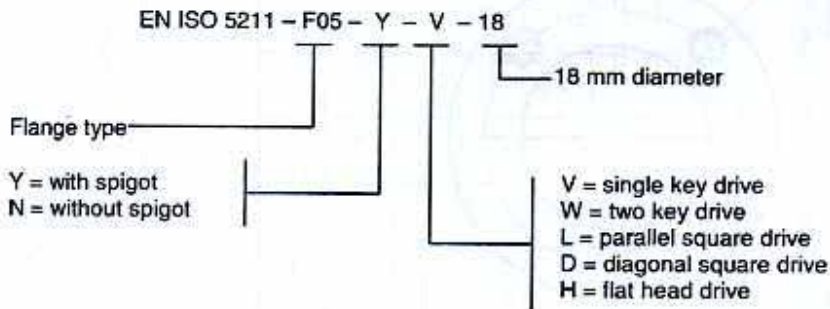 EN ISO 5211 – F05 – Y – V – 18
18 mm diameter
Flange type
Y = with spigot
N = without spigot
V = single key drive
W = two key drive
L = parallel square drive
D = diagonal square drive
H = flat head drive